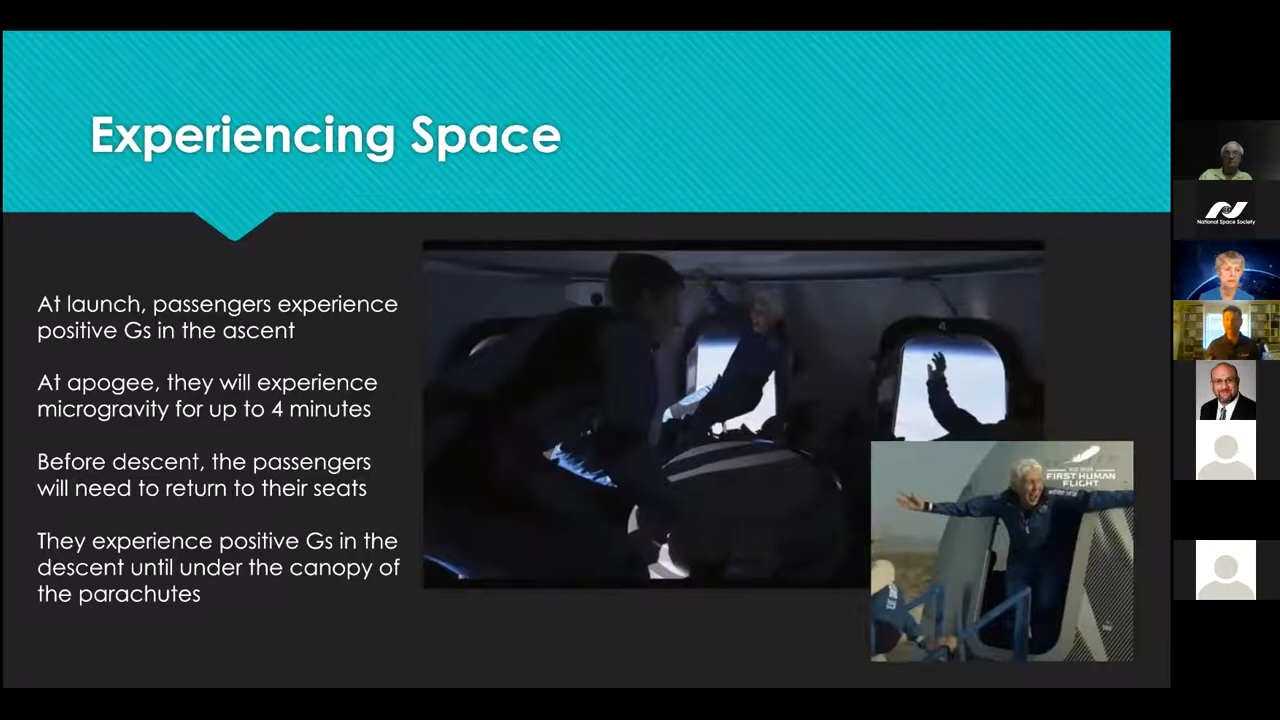 Experiencing Space
At launch, passengers experience
positive Gs in the ascent
At apogee, they will experience
microgravity for up to 4 minutes
Before descent, the passengers
will need to return to their seats
They experience positive Gs in the
descent until under the canopy of
the parachutes
4
FIRST HUMAN
FLIGHT
National Space Society